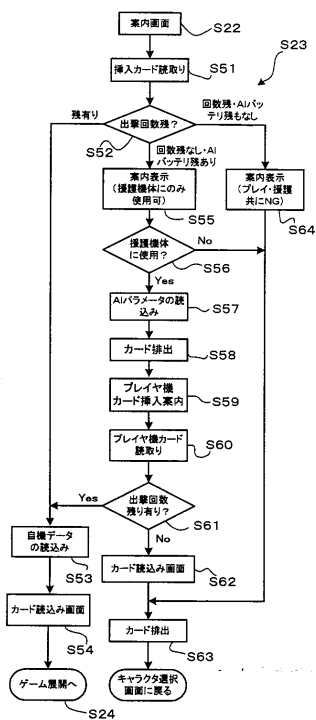 案内画面
S22
S23
挿入カード読取り
S51
残有り
出撃回数残?
S52
回数残・AIバッ
テリ残もなし
回数残なし・AI
バッテリ残あり
案内表示
(援護機体にのみ
使用可)
S55
案内表示
(プレイ・援護
共にNG)
S64
援護機体
に使用?
S56
No
Yes
AIパラメータの読
込み
S57
カード排出
S58
プレイヤ機
カード挿入案内
S59
プレイヤ機カード
読取り
S60
出撃回数
残り有り?
S61
Yes
No
自機データ
の読込み
S53
カード読込み画面
S62
カード読込み画面
S54
カード排出
S63
ゲーム展開へ
S24
キャラクタ選択
画面に戻る